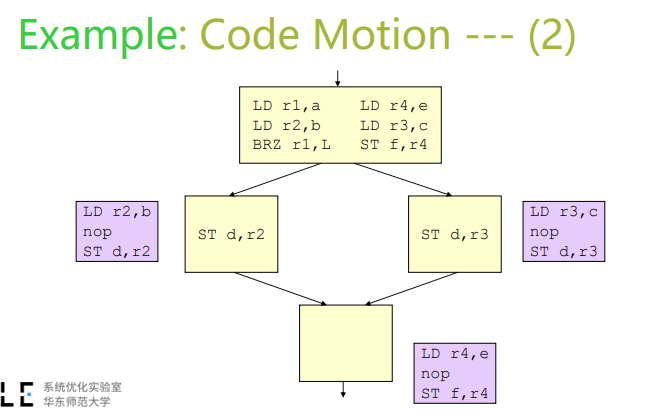 Example: Code Motion --- (2)
LD r1,a LD r4,e
LD r2,b LD r3,c
BRZ r1,L ST f,r4
LD r2,b
nop
ST d,r2
ST d,r2
ST d,r3
LD r3,c
nop
ST d,r3
LD r4,e
nop
ST f,r4
系统优化实验室
华东师范大学